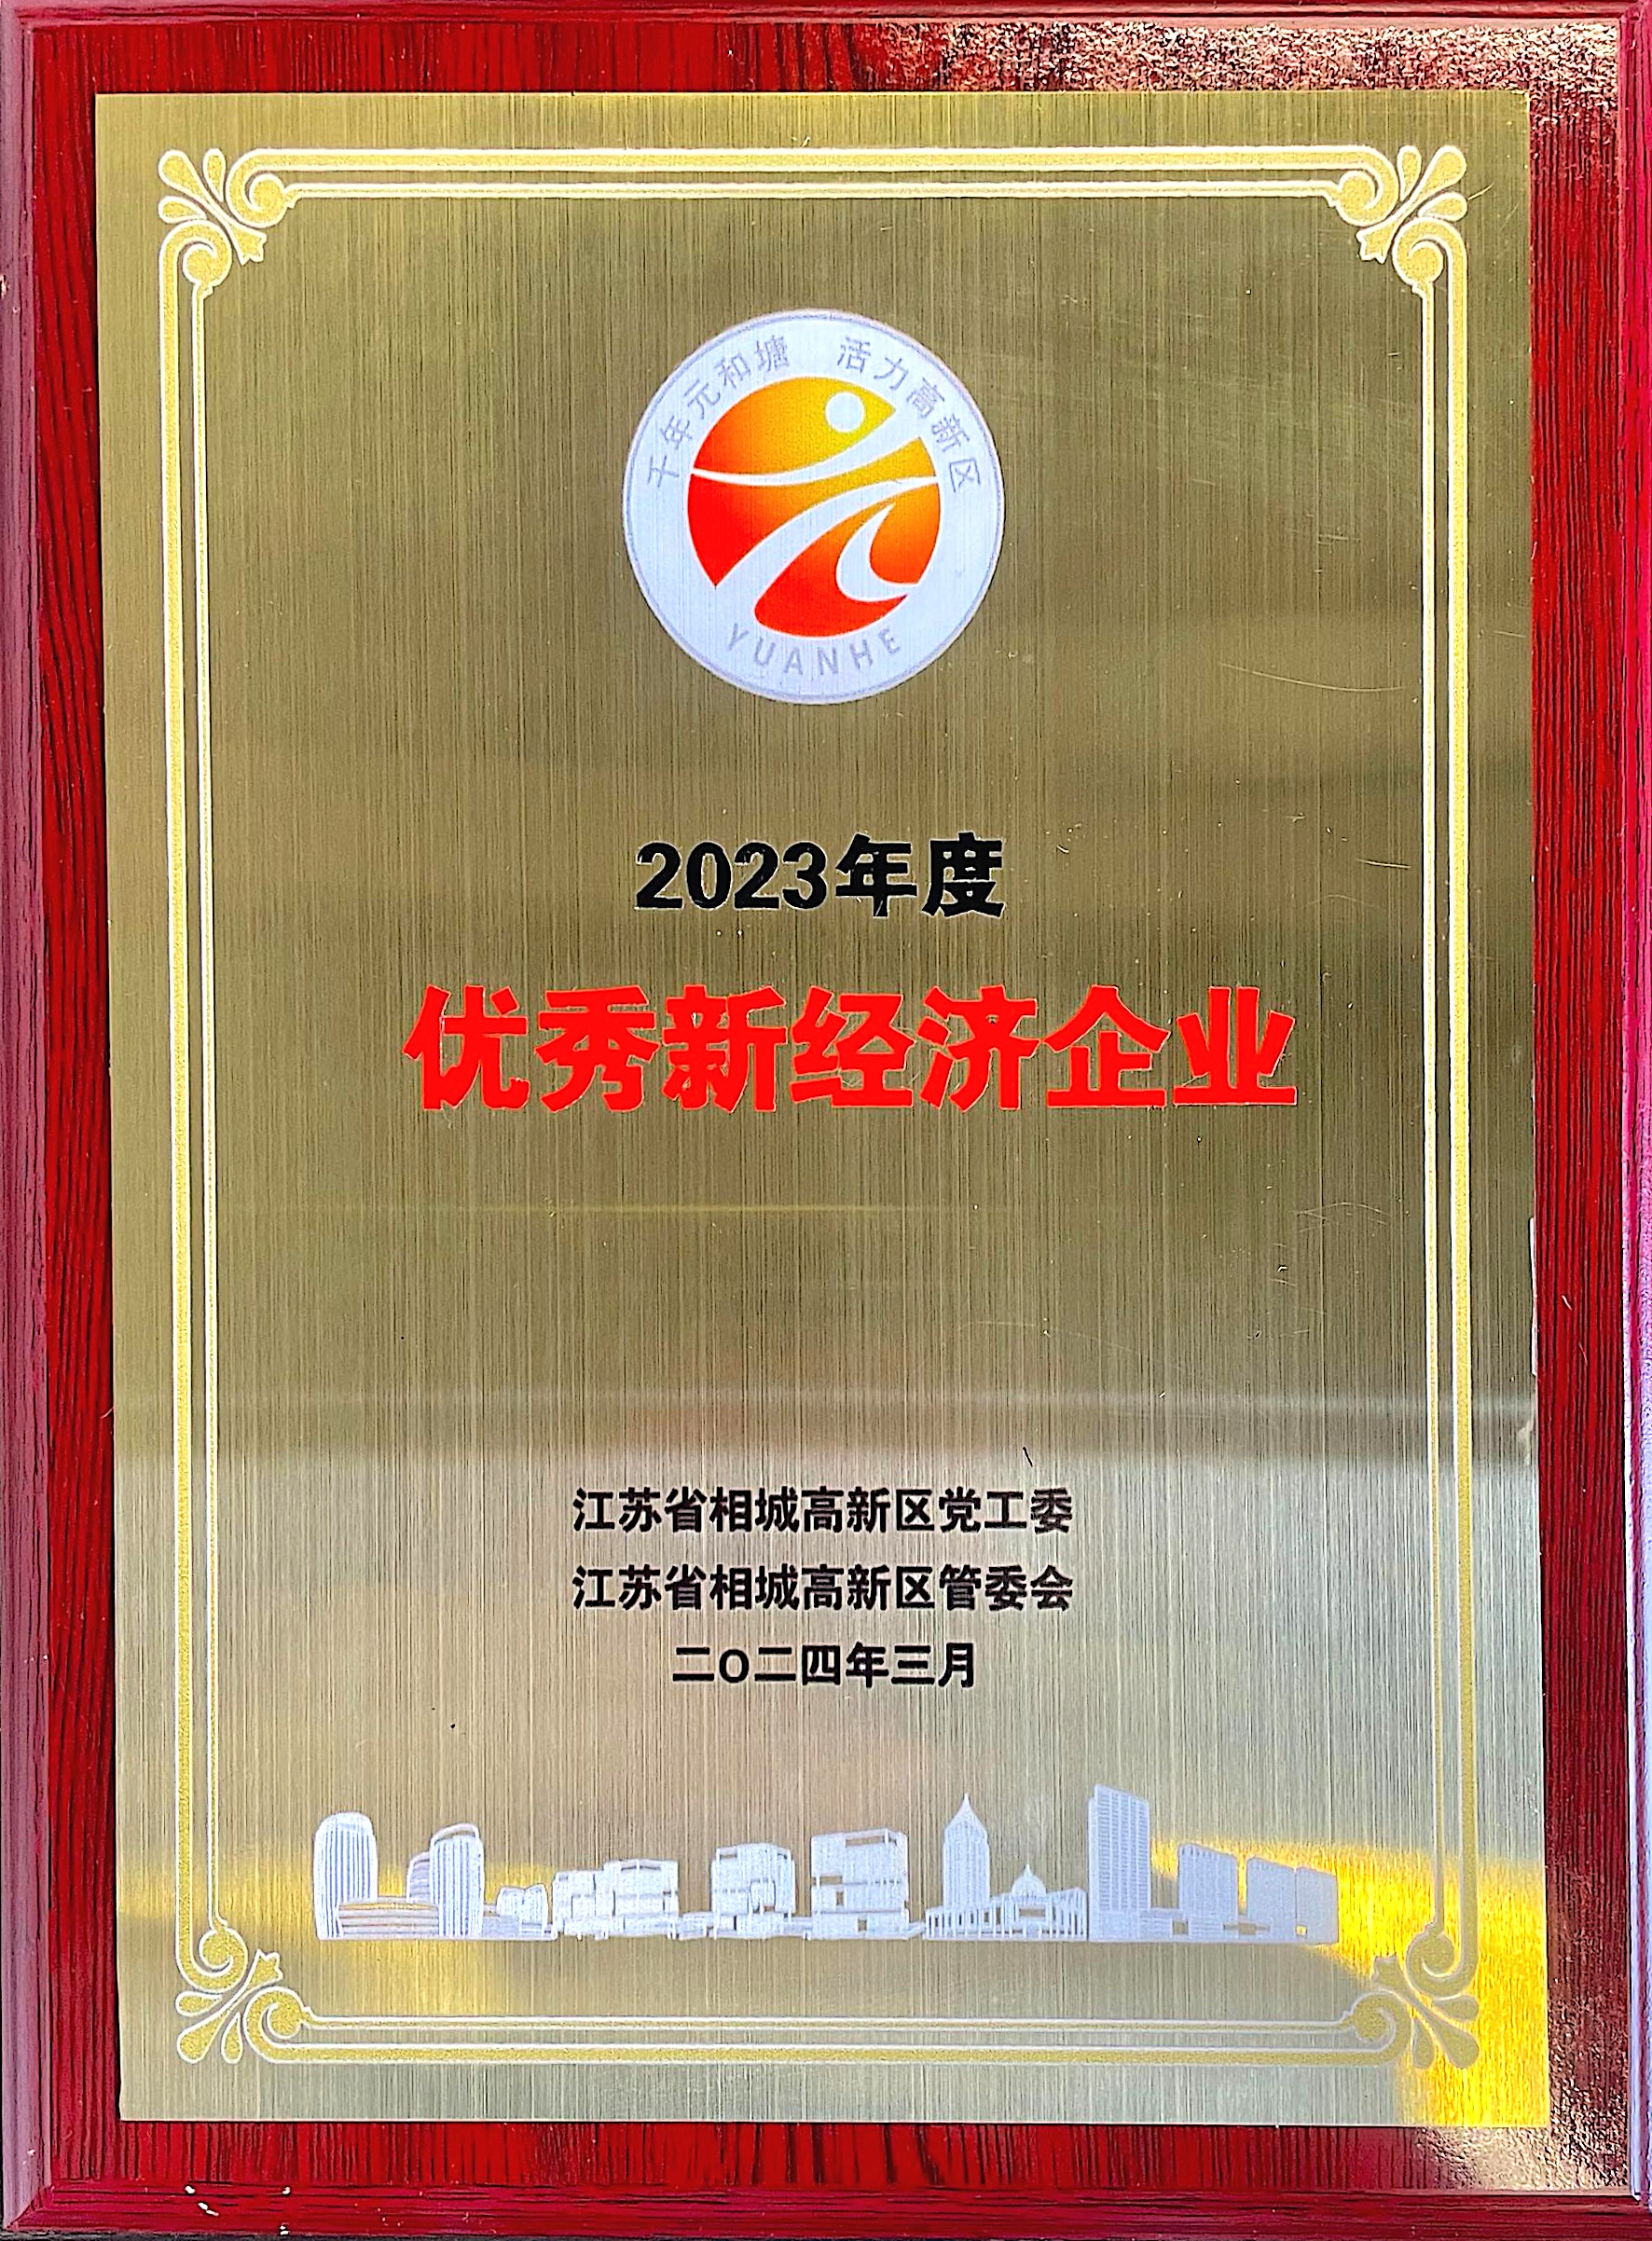 千年元和塘 活力高新区
YUANHE
2023年度
优秀新经济企业
江苏省相城高新区党工委
江苏省相城高新区管委会
二O二四年三月